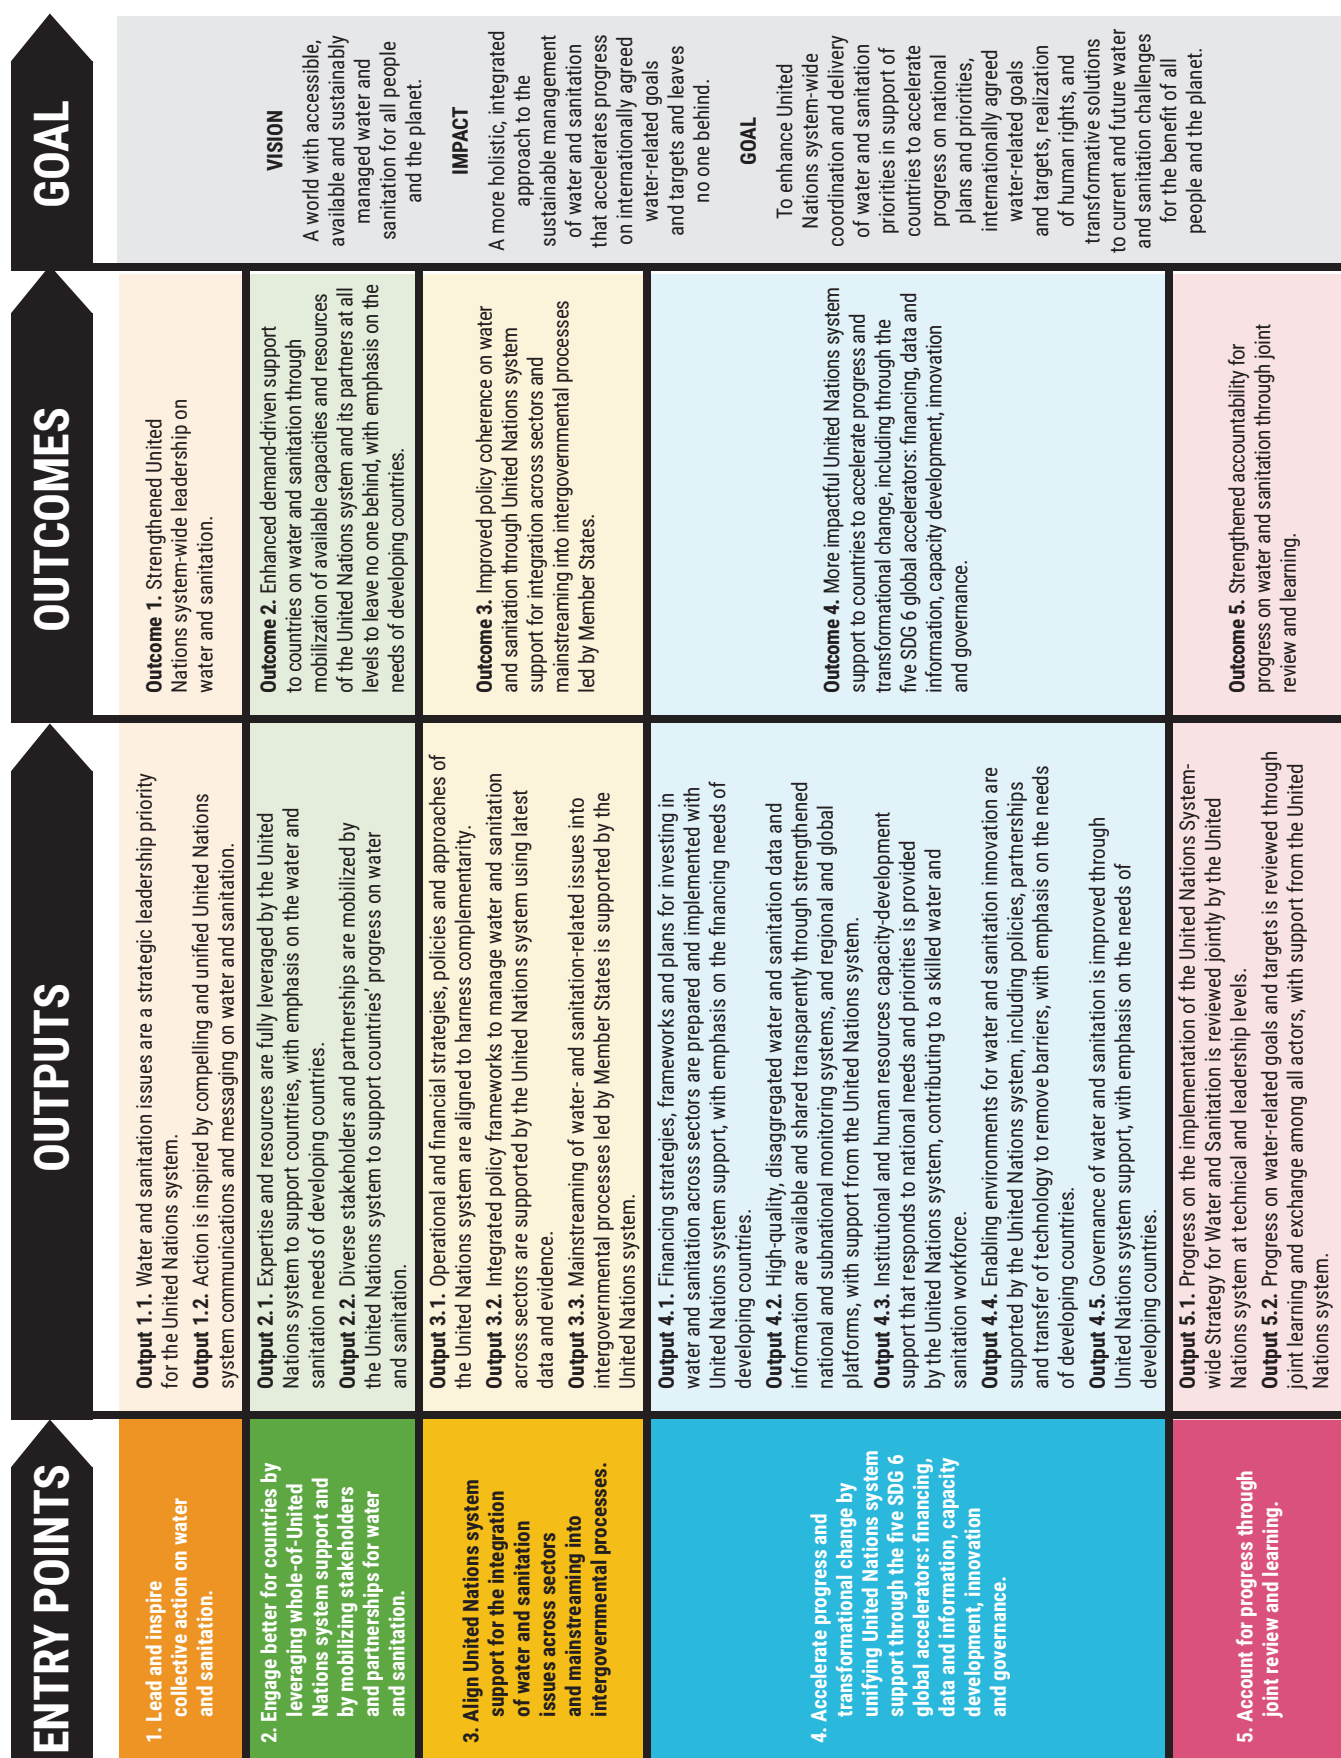 ENTRY POINTS
OUTPUTS
OUTCOMES
GOAL
1. Lead and inspire
collective action on water
and sanitation.
Output 1.1. Water and sanitation issues are a strategic leadership priority
for the United Nations system.
Output 1.2. Action is inspired by compelling and unified United Nations
system communications and messaging on water and sanitation.
Outcome 1. Strengthened United
Nations system-wide leadership on
water and sanitation.
2. Engage better for countries by
leveraging whole-of-United
Nations system support and
by mobilizing stakeholders
and partnerships for water
and sanitation.
Output 2.1. Expertise and resources are fully leveraged by the United
Nations system to support countries, with emphasis on the water and
sanitation needs of developing countries.
Output 2.2. Diverse stakeholders and partnerships are mobilized by
the United Nations system to support countries’ progress on water
and sanitation.
Outcome 2. Enhanced demand-driven support
to countries on water and sanitation through
mobilization of available capacities and resources
of the United Nations system and its partners at all
levels to leave no one behind, with emphasis on the
needs of developing countries.
3. Align United Nations system
support for the integration
of water and sanitation
issues across sectors
and mainstreaming into
intergovernmental processes.
Output 3.1. Operational and financial strategies, policies and approaches of
the United Nations system are aligned to harness complementarity.
Output 3.2. Integrated policy frameworks to manage water and sanitation
across sectors are supported by the United Nations system using latest
data and evidence.
Output 3.3. Mainstreaming of water- and sanitation-related issues into
intergovernmental processes led by Member States is supported by the
United Nations system.
Outcome 3. Improved policy coherence on water
and sanitation through United Nations system
support for integration across sectors and
mainstreaming into intergovernmental processes
led by Member States.
4. Accelerate progress and
transformational change by
unifying United Nations system
support through the five SDG 6
global accelerators: financing,
data and information, capacity
development, innovation
and governance.
Output 4.1. Financing strategies, frameworks and plans for investing in
water and sanitation across sectors are prepared and implemented with
United Nations system support, with emphasis on the financing needs of
developing countries.
Output 4.2. High-quality, disaggregated water and sanitation data and
information are available and shared transparently through strengthened
national and subnational monitoring systems, and regional and global
platforms, with support from the United Nations system.
Output 4.3. Institutional and human resources capacity-development
support that responds to national needs and priorities is provided
by the United Nations system, contributing to a skilled water and
sanitation workforce.
Output 4.4. Enabling environments for water and sanitation innovation are
supported by the United Nations system, including policies, partnerships
and transfer of technology to remove barriers, with emphasis on the needs
of developing countries.
Output 4.5. Governance of water and sanitation is improved through
United Nations system support, with emphasis on the needs of
developing countries.
Outcome 4. More impactful United Nations system
support to countries to accelerate progress and
transformational change, including through the
five SDG 6 global accelerators: financing, data and
information, capacity development, innovation
and governance.
5. Account for progress through
joint review and learning.
Output 5.1. Progress on the implementation of the United Nations System-
wide Strategy for Water and Sanitation is reviewed jointly by the United
Nations system at technical and leadership levels.
Output 5.2. Progress on water-related goals and targets is reviewed through
joint learning and exchange among all actors, with support from the United
Nations system.
Outcome 5. Strengthened accountability for
progress on water and sanitation through joint
review and learning.
VISION
A world with accessible,
available and sustainably
managed water and
sanitation for all people
and the planet.
IMPACT
A more holistic, integrated
approach to the
sustainable management
of water and sanitation
that accelerates progress
on internationally agreed
water-related goals
and targets and leaves
no one behind.
GOAL
To enhance United
Nations system-wide
coordination and delivery
of water and sanitation
priorities in support of
countries to accelerate
progress on national
plans and priorities,
internationally agreed
water-related goals
and targets, realization
of human rights, and
transformative solutions
to current and future water
and sanitation challenges
for the benefit of all
people and the planet.